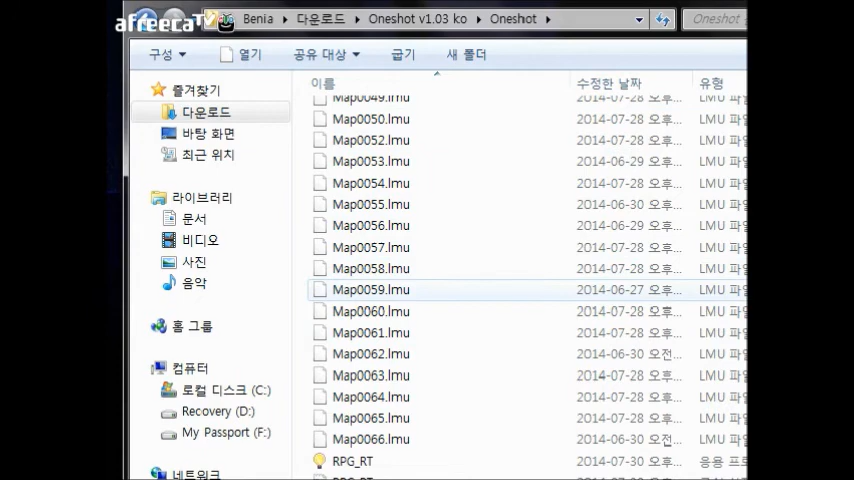 afreecaTV
Benia ▸ 다운로드 ▸ Oneshot v1.03 ko ▸ Oneshot ▸
Oneshot
구성 ▼ 열기 공유 대상 ▼ 굽기 새 폴더
이름 수정한 날짜 유형
즐겨찾기
다운로드
바탕 화면
최근 위치
라이브러리
문서
비디오
사진
음악
홈 그룹
컴퓨터
로컬 디스크 (C:)
Recovery (D:)
My Passport (F:)
네트워크
Map0049.lmu 2014-07-28 오후... LMU 파일
Map0050.lmu 2014-07-28 오후... LMU 파일
Map0052.lmu 2014-07-28 오후... LMU 파일
Map0053.lmu 2014-06-29 오후... LMU 파일
Map0054.lmu 2014-07-28 오후... LMU 파일
Map0055.lmu 2014-06-30 오후... LMU 파일
Map0056.lmu 2014-06-29 오후... LMU 파일
Map0057.lmu 2014-07-28 오후... LMU 파일
Map0058.lmu 2014-07-28 오후... LMU 파일
Map0059.lmu 2014-06-27 오후... LMU 파일
Map0060.lmu 2014-07-28 오후... LMU 파일
Map0061.lmu 2014-07-28 오후... LMU 파일
Map0062.lmu 2014-06-30 오전... LMU 파일
Map0063.lmu 2014-07-28 오후... LMU 파일
Map0064.lmu 2014-07-28 오후... LMU 파일
Map0065.lmu 2014-07-28 오후... LMU 파일
Map0066.lmu 2014-06-30 오전... LMU 파일
RPG_RT 2014-07-30 오후... 응용 프로